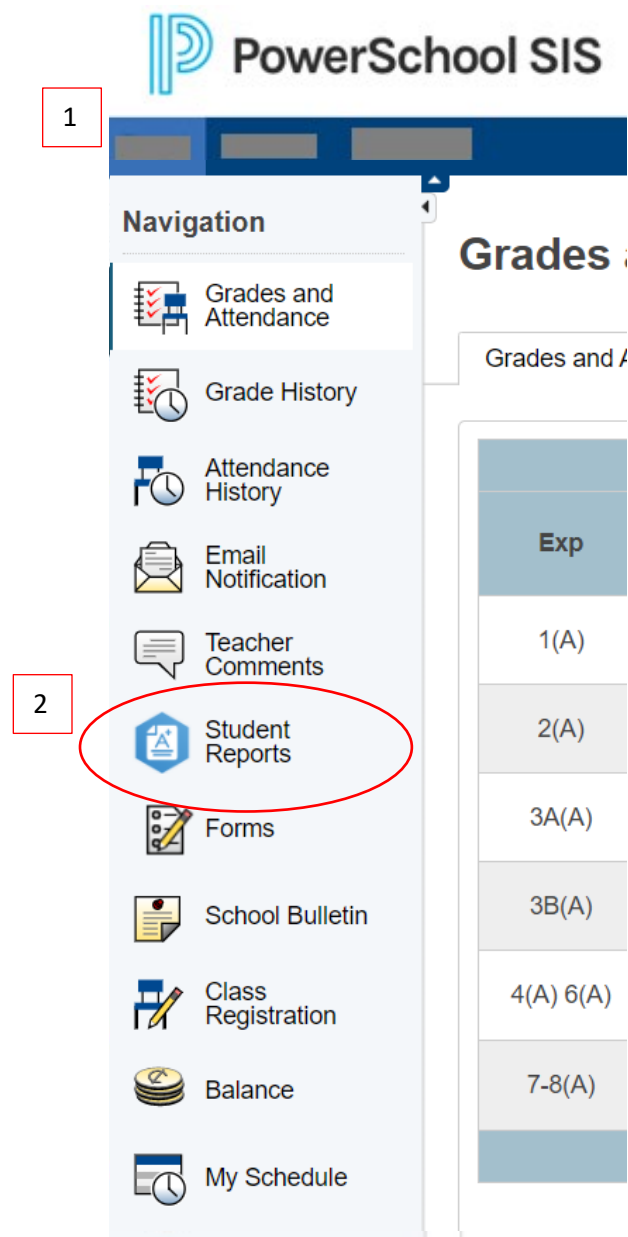 PowerSchool SIS
1
Navigation
Grades and
Attendance
Grade History
Attendance
History
Email
Notification
Teacher
Comments
2
Student
Reports
Forms
School Bulletin
Class
Registration
Balance
My Schedule
Grades
Grades and A
Exp
1(A)
2(A)
3A(A)
3B(A)
4(A) 6(A)
7-8(A)